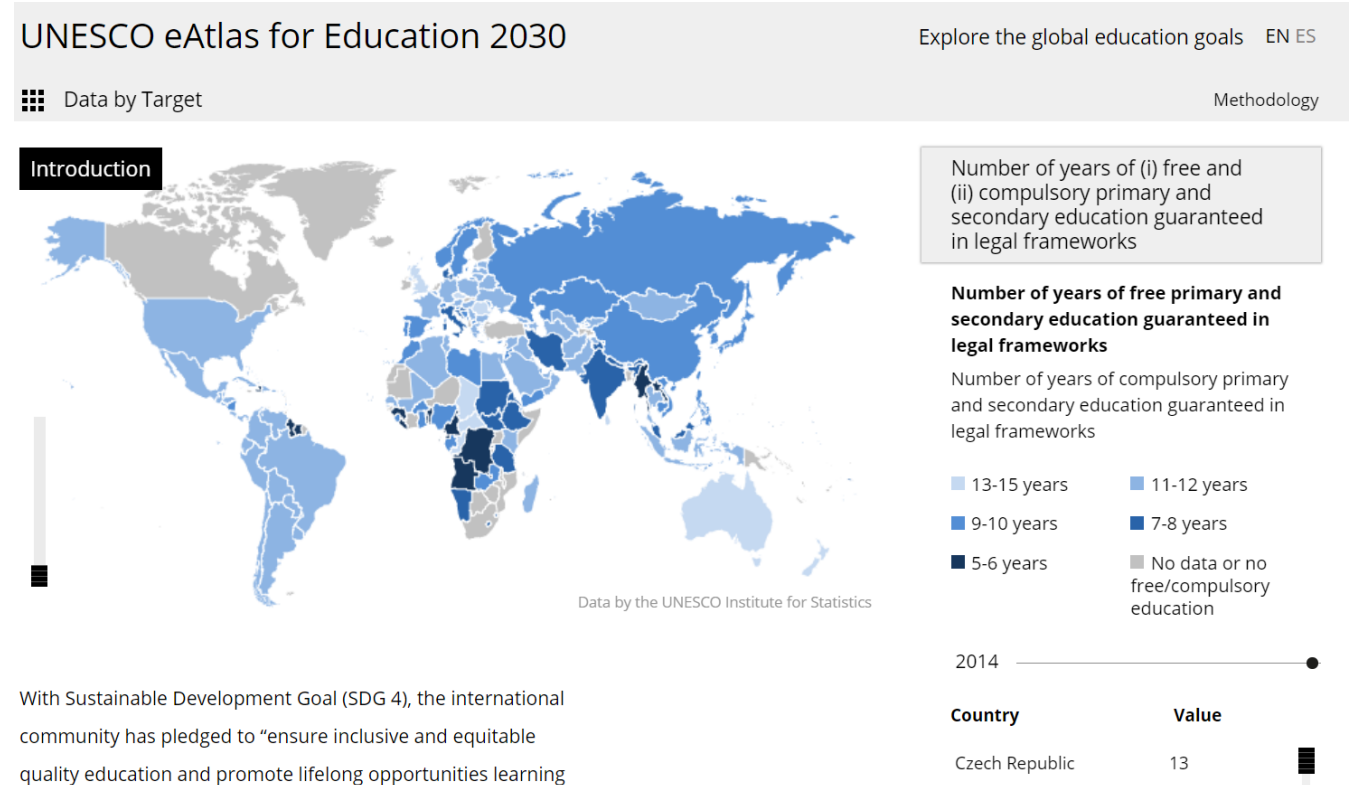 UNESCO eAtlas for Education 2030
Explore the global education goals EN ES
Data by Target
Methodology
Introduction
Data by the UNESCO Institute for Statistics
With Sustainable Development Goal (SDG 4), the international
community has pledged to “ensure inclusive and equitable
quality education and promote lifelong opportunities learning
Number of years of (i) free and
(ii) compulsory primary and
secondary education guaranteed
in legal frameworks
Number of years of free primary and
secondary education guaranteed in
legal frameworks
Number of years of compulsory primary
and secondary education guaranteed in
legal frameworks
13-15 years
11-12 years
9-10 years
7-8 years
5-6 years
No data or no
free/compulsory
education
2014
Country Value
Czech Republic 13